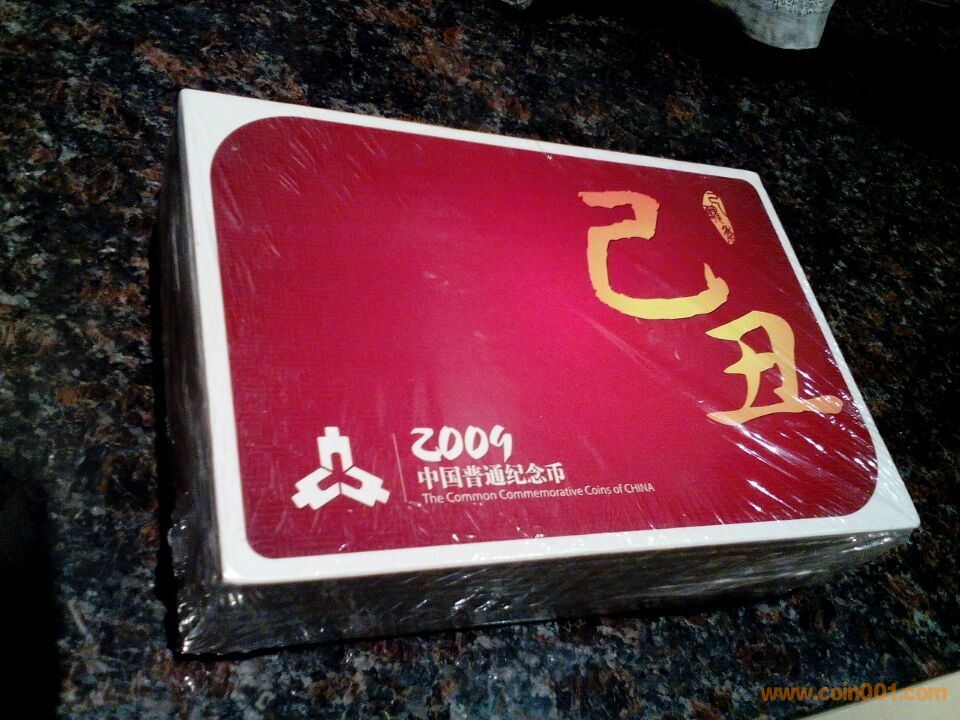 己
丑
2009
中国普通纪念币
The Common Commemorative Coins of CHINA
www.coin001.com